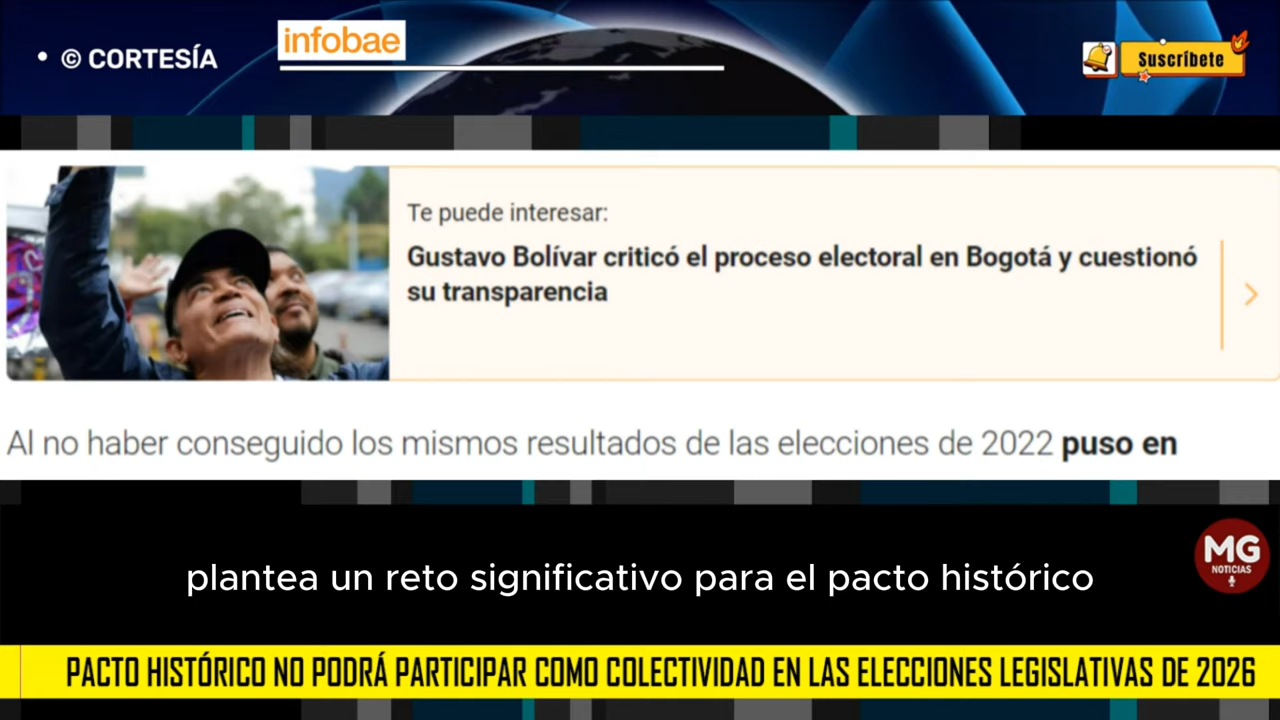 • © CORTESÍA
infobae
Suscríbete
Te puede interesar:
Gustavo Bolívar criticó el proceso electoral en Bogotá y cuestionó
su transparencia
Al no haber conseguido los mismos resultados de las elecciones de 2022 puso en
plantea un reto significativo para el pacto histórico
MG
NOTICIAS
PACTO HISTÓRICO NO PODRÁ PARTICIPAR COMO COLECTIVIDAD EN LAS ELECCIONES LEGISLATIVAS DE 2026